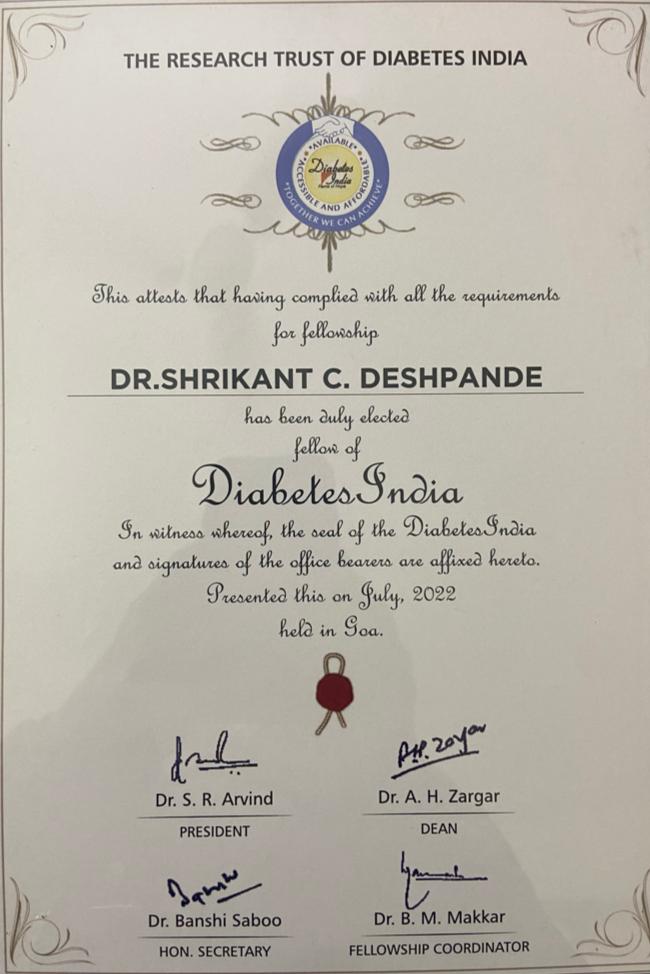 THE RESEARCH TRUST OF DIABETES INDIA
AVAILABLE
ACCESSIBLE AND AFFORDABLE
Diabetes
India
TOGETHER WE CAN ACHIEVE
This attests that having complied with all the requirements
for fellowship
DR.SHRIKANT C. DESHPANDE
has been duly elected
fellow of
DiabetesIndia
In witness whereof, the seal of the DiabetesIndia
and signatures of the office bearers are affixed hereto.
Presented this on July, 2022
held in Goa.
A.H. Zargar
Dr. S. R. Arvind
Dr. A. H. Zargar
PRESIDENT
DEAN
Dr. Banshi Saboo
Dr. B. M. Makkar
HON. SECRETARY
FELLOWSHIP COORDINATOR